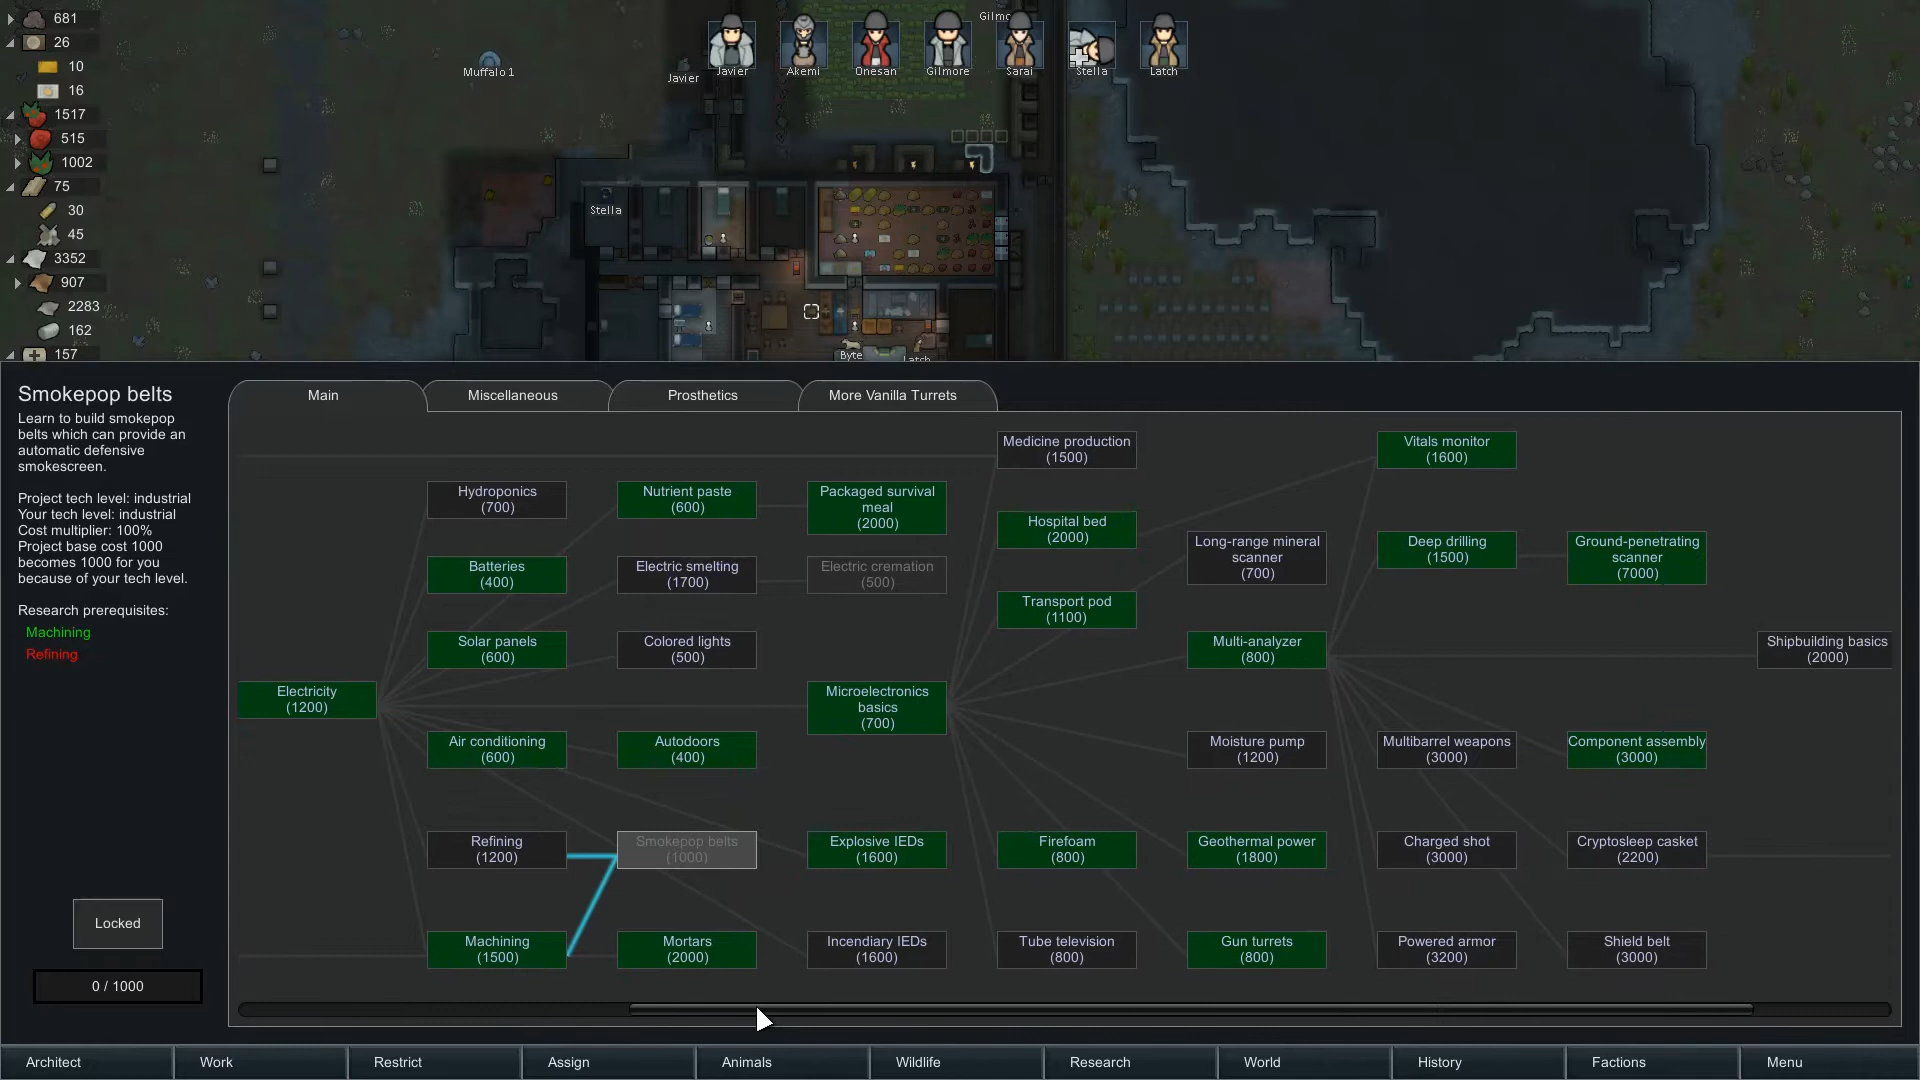 681
26
10
16
1517
515
1002
75
30
45
3352
907
2283
162
157
Gilmo
Javier
Akemi
Onesan
Gilmore
Sarai
Stella
Latch
Muffalo 1
Javier
Stella
Byte
Latch
Smokepop belts
Learn to build smokepop
belts which can provide an
automatic defensive
smokescreen.
Project tech level: industrial
Your tech level: industrial
Cost multiplier: 100%
Project base cost 1000
becomes 1000 for you
because of your tech level.
Research prerequisites:
Machining
Refining
Locked
0 / 1000
Main
Miscellaneous
Prosthetics
More Vanilla Turrets
Medicine production
(1500)
Vitals monitor
(1600)
Hydroponics
(700)
Nutrient paste
(600)
Packaged survival
meal
(2000)
Hospital bed
(2000)
Long-range mineral
scanner
(700)
Deep drilling
(1500)
Ground-penetrating
scanner
(7000)
Batteries
(400)
Electric smelting
(1700)
Electric cremation
(500)
Transport pod
(1100)
Solar panels
(600)
Colored lights
(500)
Multi-analyzer
(800)
Shipbuilding basics
(2000)
Electricity
(1200)
Microelectronics
basics
(700)
Air conditioning
(600)
Autodoors
(400)
Moisture pump
(1200)
Multibarrel weapons
(3000)
Component assembly
(3000)
Refining
(1200)
Smokepop belts
(1000)
Explosive IEDs
(1600)
Firefoam
(800)
Geothermal power
(1800)
Charged shot
(3000)
Cryptosleep casket
(2200)
Machining
(1500)
Mortars
(2000)
Incendiary IEDs
(1600)
Tube television
(800)
Gun turrets
(800)
Powered armor
(3200)
Shield belt
(3000)
Architect
Work
Restrict
Assign
Animals
Wildlife
Research
World
History
Factions
Menu